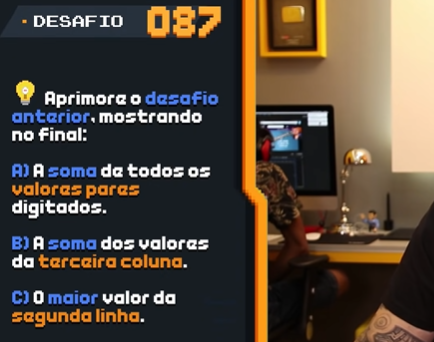 DESAFIO 087
Aprimore o desafio
anterior, mostrando
no final:
A) A soma de todos os
valores pares
digitados.
B) A soma dos valores
da terceira coluna.
C) O maior valor da
segunda linha.